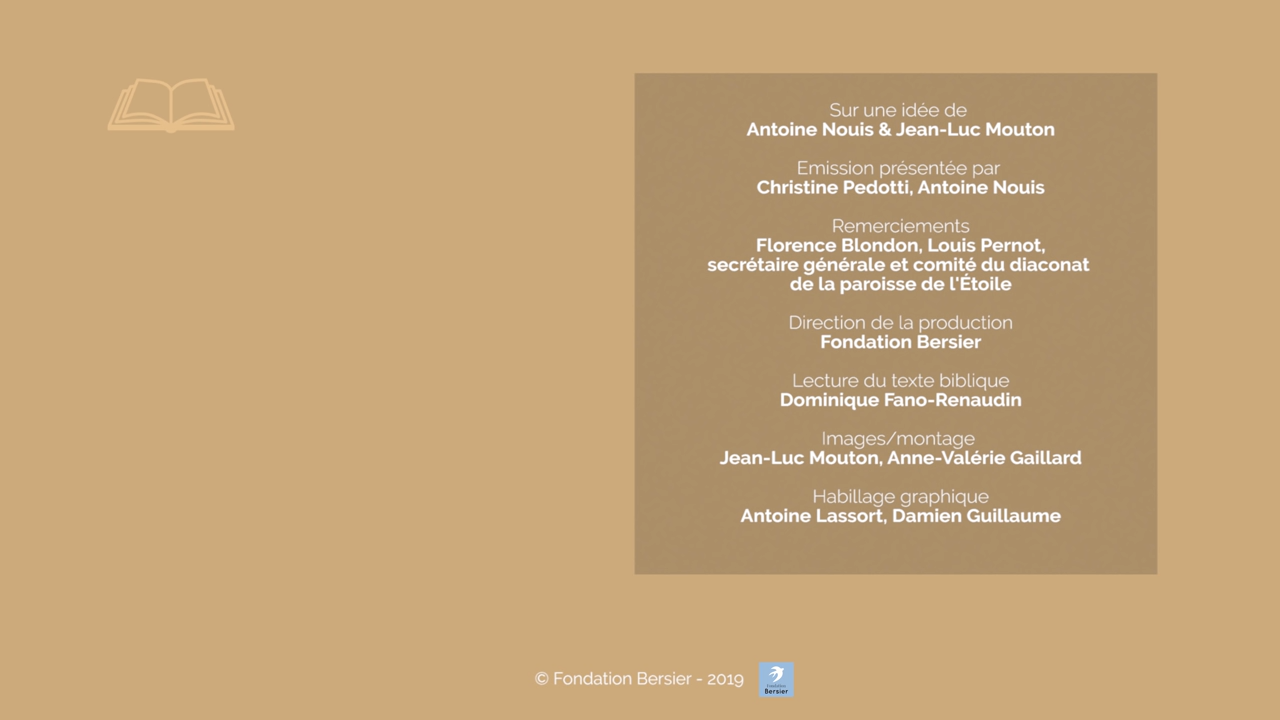 Sur une idée de
Antoine Nouis & Jean-Luc Mouton
Emission présentée par
Christine Pedotti, Antoine Nouis
Remerciements
Florence Blondon, Louis Pernot,
secrétaire générale et comité du diaconat
de la paroisse de l'Étoile
Direction de la production
Fondation Bersier
Lecture du texte biblique
Dominique Fano-Renaudin
Images/montage
Jean-Luc Mouton, Anne-Valérie Gaillard
Habillage graphique
Antoine Lassort, Damien Guillaume
© Fondation Bersier - 2019
Fondation
Bersier